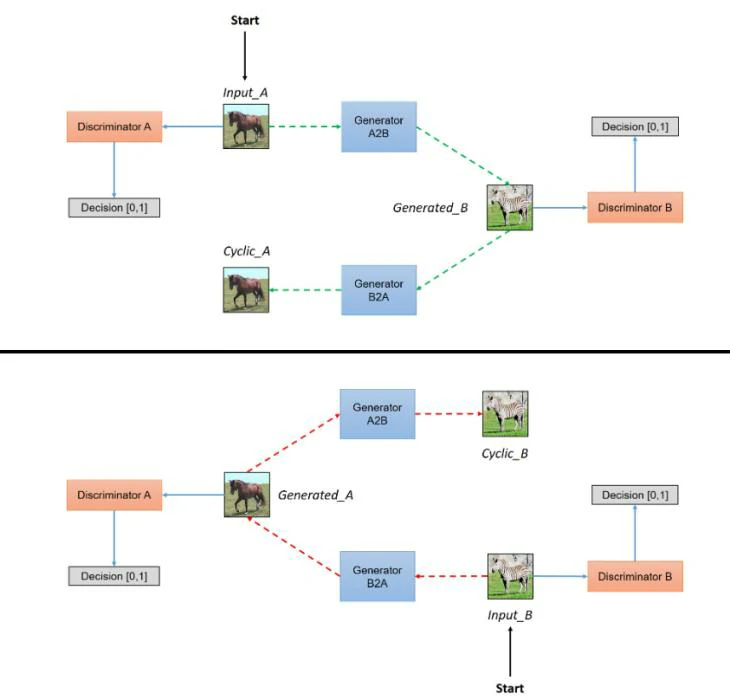 Start
Input_A
Discriminator A
Generator
A2B
Decision [0,1]
Decision [0,1]
Generated_B
Discriminator B
Cyclic_A
Generator
B2A
Generator
A2B
Cyclic_B
Discriminator A
Generated_A
Decision [0,1]
Decision [0,1]
Generator
B2A
Discriminator B
Input_B
Start